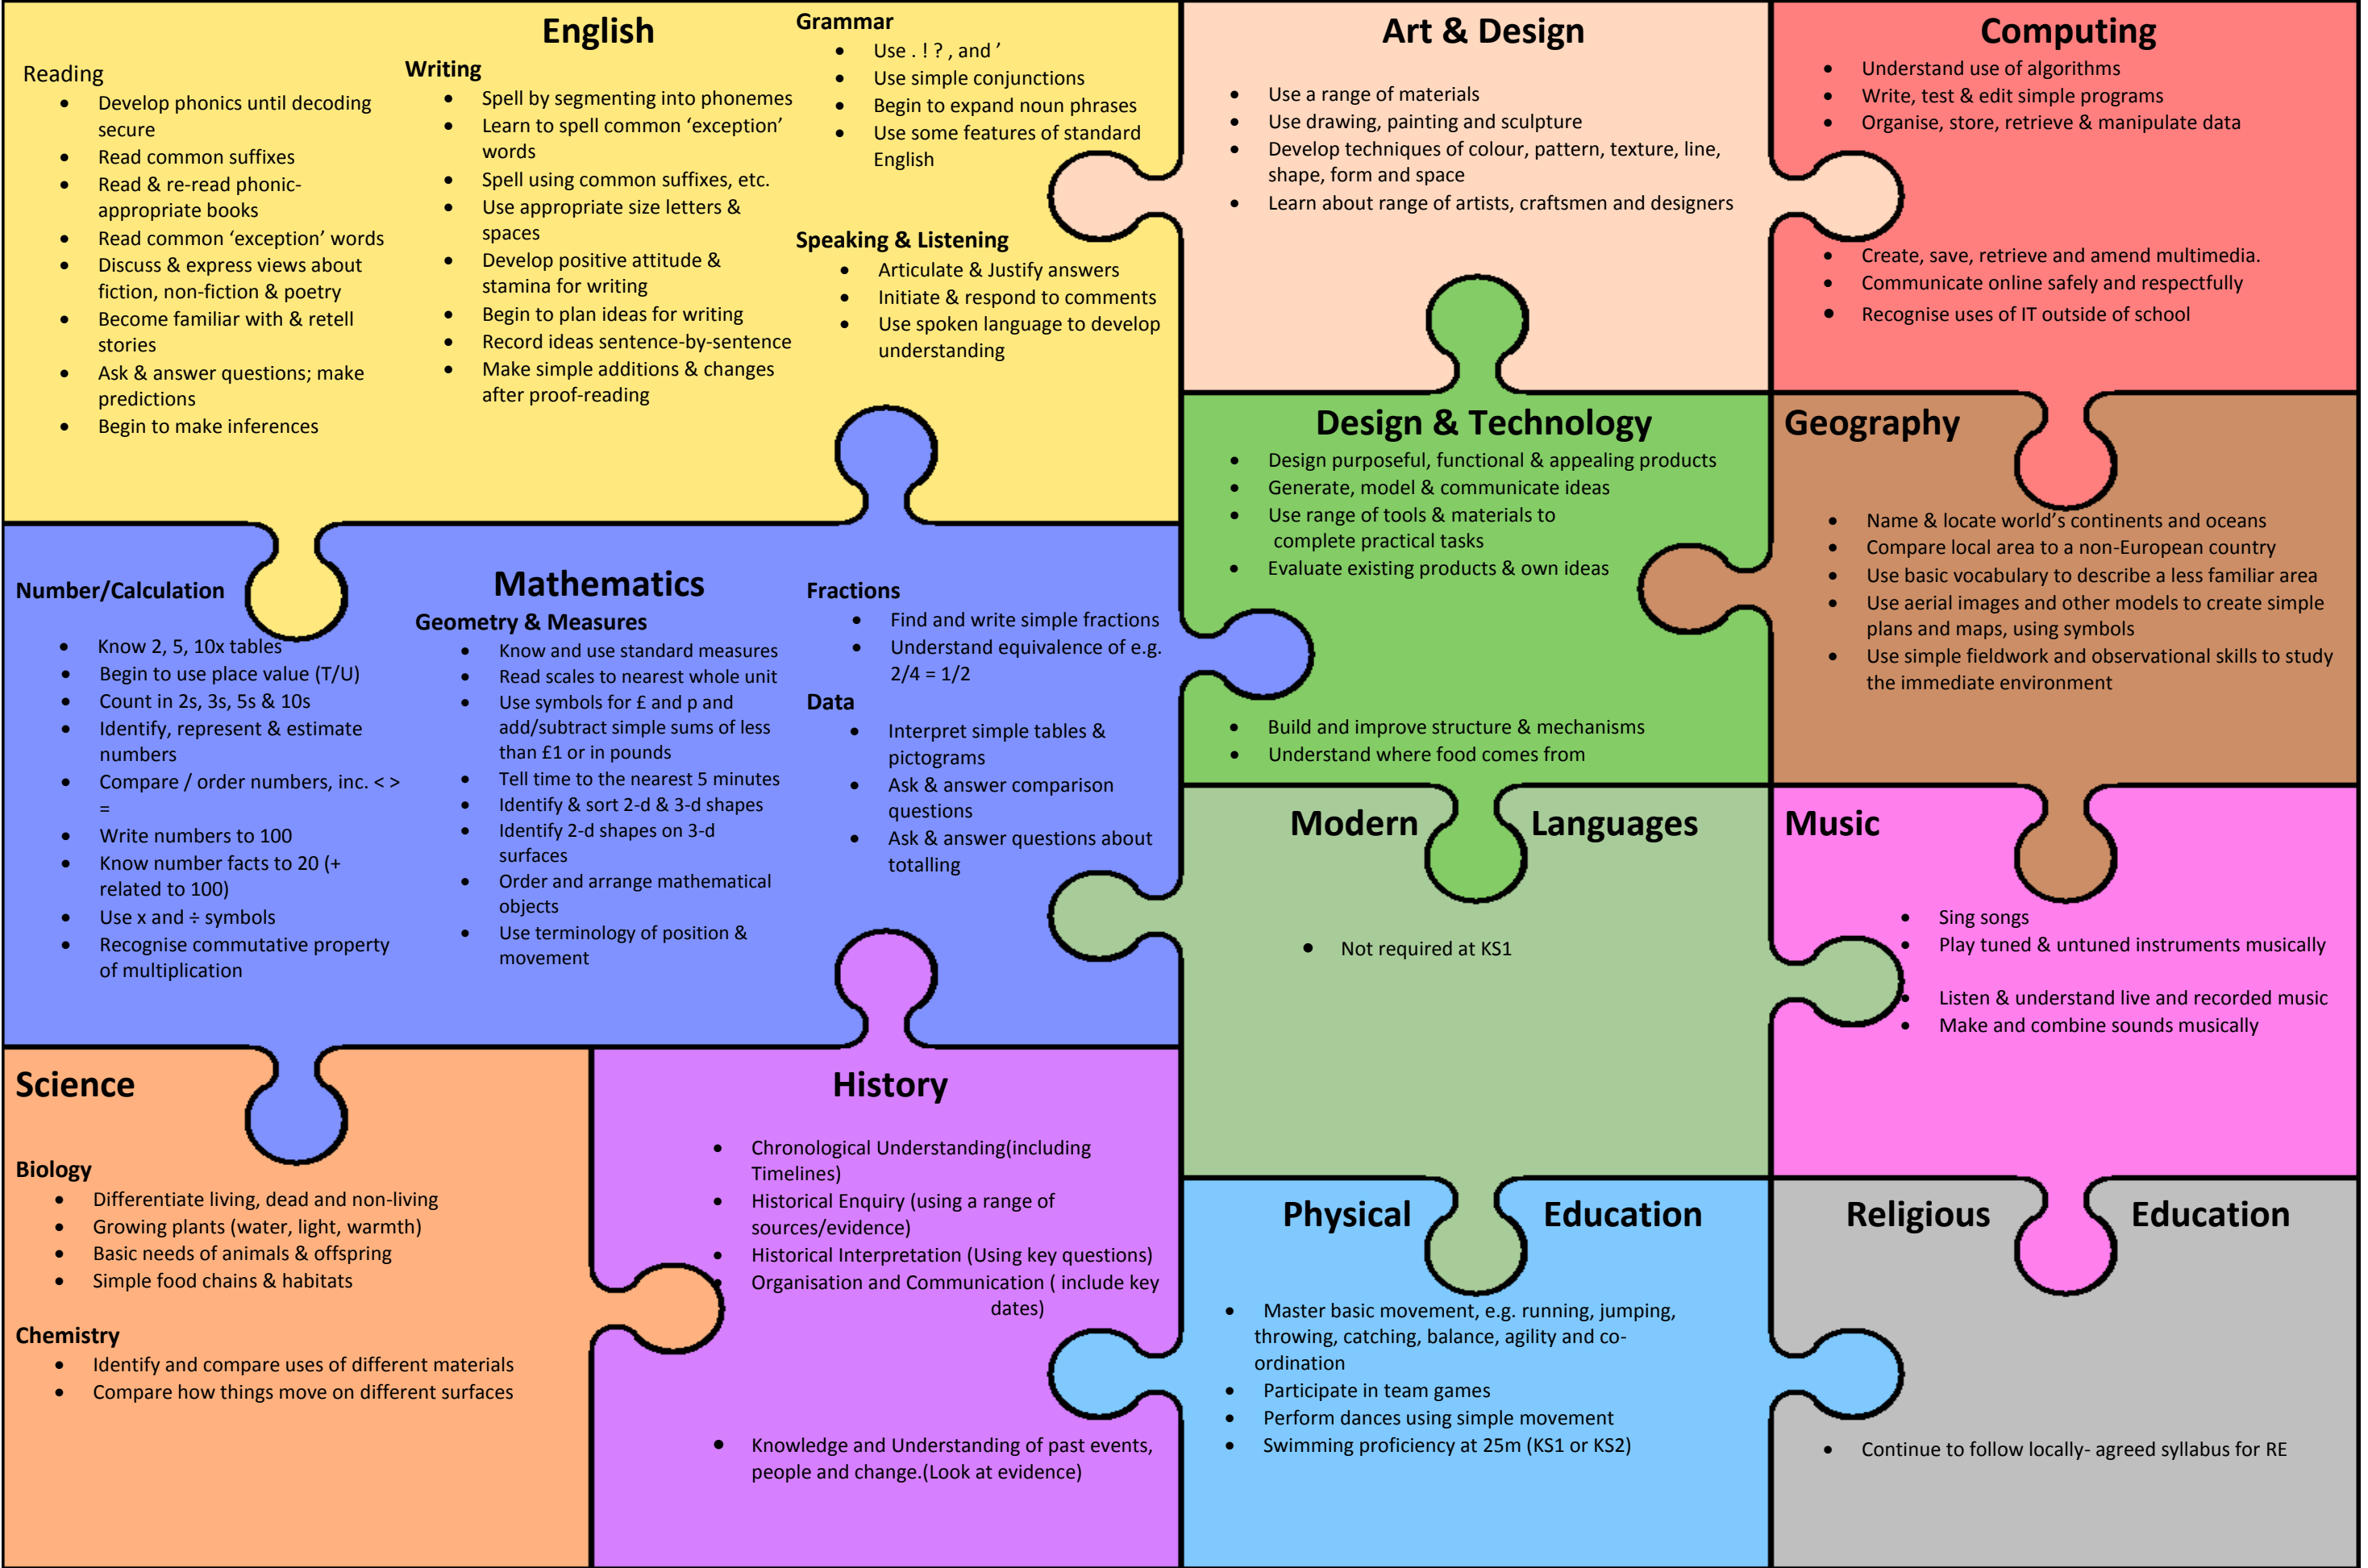 English
Reading
• Develop phonics until decoding
secure
• Read common suffixes
• Read & re-read phonic-
appropriate books
• Read common ‘exception’ words
• Discuss & express views about
fiction, non-fiction & poetry
• Become familiar with & retell
stories
• Ask & answer questions; make
predictions
• Begin to make inferences
Writing
• Spell by segmenting into phonemes
• Learn to spell common ‘exception’
words
• Spell using common suffixes, etc.
• Use appropriate size letters &
spaces
• Develop positive attitude &
stamina for writing
• Begin to plan ideas for writing
• Record ideas sentence-by-sentence
• Make simple additions & changes
after proof-reading
Grammar
• Use . ! ? , and ’
• Use simple conjunctions
• Begin to expand noun phrases
• Use some features of standard
English
Speaking & Listening
• Articulate & Justify answers
• Initiate & respond to comments
• Use spoken language to develop
understanding
Art & Design
• Use a range of materials
• Use drawing, painting and sculpture
• Develop techniques of colour, pattern, texture, line,
shape, form and space
• Learn about range of artists, craftsmen and designers
Computing
• Understand use of algorithms
• Write, test & edit simple programs
• Organise, store, retrieve & manipulate data
• Create, save, retrieve and amend multimedia.
• Communicate online safely and respectfully
• Recognise uses of IT outside of school
Design & Technology
• Design purposeful, functional & appealing products
• Generate, model & communicate ideas
• Use range of tools & materials to
complete practical tasks
• Evaluate existing products & own ideas
• Build and improve structure & mechanisms
• Understand where food comes from
Geography
• Name & locate world’s continents and oceans
• Compare local area to a non-European country
• Use basic vocabulary to describe a less familiar area
• Use aerial images and other models to create simple
plans and maps, using symbols
• Use simple fieldwork and observational skills to study
the immediate environment
Mathematics
Number/Calculation
• Know 2, 5, 10x tables
• Begin to use place value (T/U)
• Count in 2s, 3s, 5s & 10s
• Identify, represent & estimate
numbers
• Compare / order numbers, inc. < >
=
• Write numbers to 100
• Know number facts to 20 (+
related to 100)
• Use x and ÷ symbols
• Recognise commutative property
of multiplication
Geometry & Measures
• Know and use standard measures
• Read scales to nearest whole unit
• Use symbols for £ and p and
add/subtract simple sums of less
than £1 or in pounds
• Tell time to the nearest 5 minutes
• Identify & sort 2-d & 3-d shapes
• Identify 2-d shapes on 3-d
surfaces
• Order and arrange mathematical
objects
• Use terminology of position &
movement
Fractions
• Find and write simple fractions
• Understand equivalence of e.g.
2/4 = 1/2
Data
• Interpret simple tables &
pictograms
• Ask & answer comparison
questions
• Ask & answer questions about
totalling
Modern Languages
• Not required at KS1
Music
• Sing songs
• Play tuned & untuned instruments musically
• Listen & understand live and recorded music
• Make and combine sounds musically
Science
Biology
• Differentiate living, dead and non-living
• Growing plants (water, light, warmth)
• Basic needs of animals & offspring
• Simple food chains & habitats
Chemistry
• Identify and compare uses of different materials
• Compare how things move on different surfaces
History
• Chronological Understanding(including
Timelines)
• Historical Enquiry (using a range of
sources/evidence)
• Historical Interpretation (Using key questions)
• Organisation and Communication ( include key
dates)
• Knowledge and Understanding of past events,
people and change.(Look at evidence)
Physical Education
• Master basic movement, e.g. running, jumping,
throwing, catching, balance, agility and co-
ordination
• Participate in team games
• Perform dances using simple movement
• Swimming proficiency at 25m (KS1 or KS2)
Religious Education
• Continue to follow locally- agreed syllabus for RE